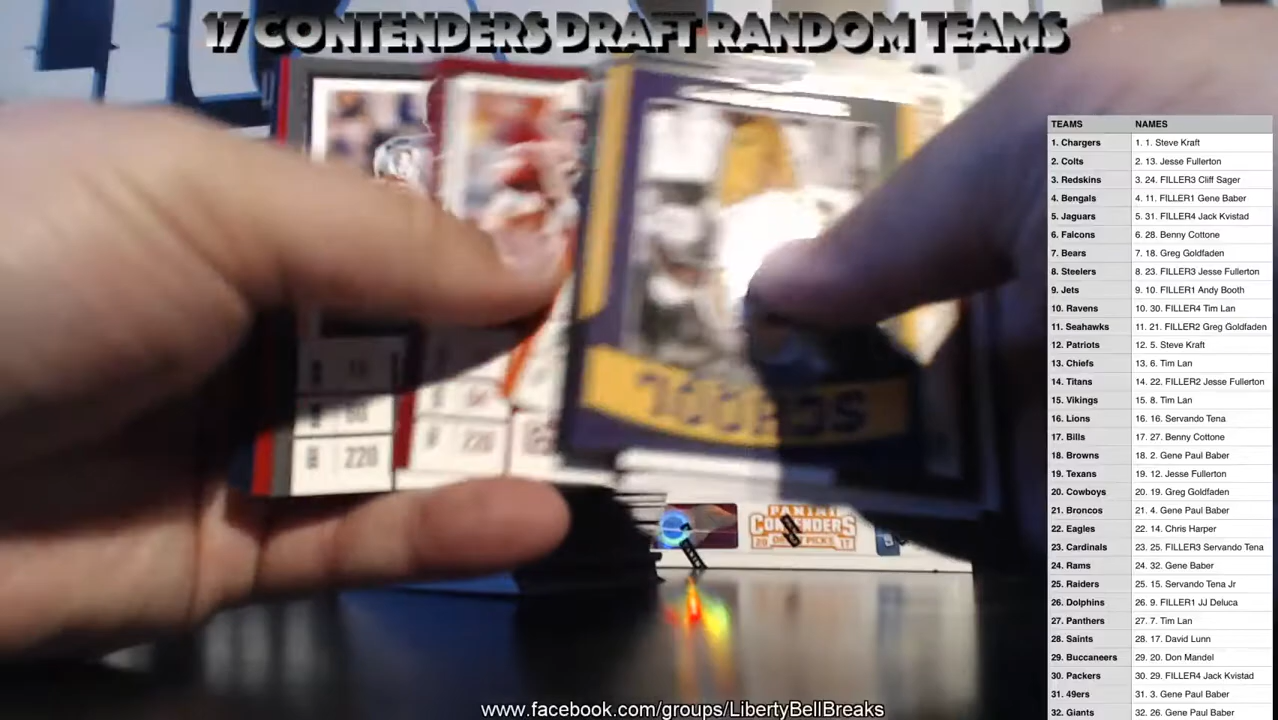 17 CONTENDERS DRAFT RANDOM TEAMS
TEAMS NAMES
1. Chargers 1. 1. Steve Kraft
2. Colts 2. 13. Jesse Fullerton
3. Redskins 3. 24. FILLER3 Cliff Sager
4. Bengals 4. 11. FILLER1 Gene Baber
5. Jaguars 5. 31. FILLER4 Jack Kvistad
6. Falcons 6. 28. Benny Cottone
7. Bears 7. 18. Greg Goldfaden
8. Steelers 8. 23. FILLER3 Jesse Fullerton
9. Jets 9. 10. FILLER1 Andy Booth
10. Ravens 10. 30. FILLER4 Tim Lan
11. Seahawks 11. 21. FILLER2 Greg Goldfaden
12. Patriots 12. 5. Steve Kraft
13. Chiefs 13. 6. Tim Lan
14. Titans 14. 22. FILLER2 Jesse Fullerton
15. Vikings 15. 8. Tim Lan
16. Lions 16. 16. Servando Tena
17. Bills 17. 27. Benny Cottone
18. Browns 18. 2. Gene Paul Baber
19. Texans 19. 12. Jesse Fullerton
20. Cowboys 20. 19. Greg Goldfaden
21. Broncos 21. 4. Gene Paul Baber
22. Eagles 22. 14. Chris Harper
23. Cardinals 23. 25. FILLER3 Servando Tena
24. Rams 24. 32. Gene Baber
25. Raiders 25. 15. Servando Tena Jr
26. Dolphins 26. 9. FILLER1 JJ Deluca
27. Panthers 27. 7. Tim Lan
28. Saints 28. 17. David Lunn
29. Buccaneers 29. 20. Don Mandel
30. Packers 30. 29. FILLER4 Jack Kvistad
31. 49ers 31. 3. Gene Paul Baber
32. Giants 32. 26. Gene Paul Baber
220
220
SCHOOL
PANINI
CONTENDERS
20 DRAFT PICKS 17
www.facebook.com/groups/LibertyBellBreaks